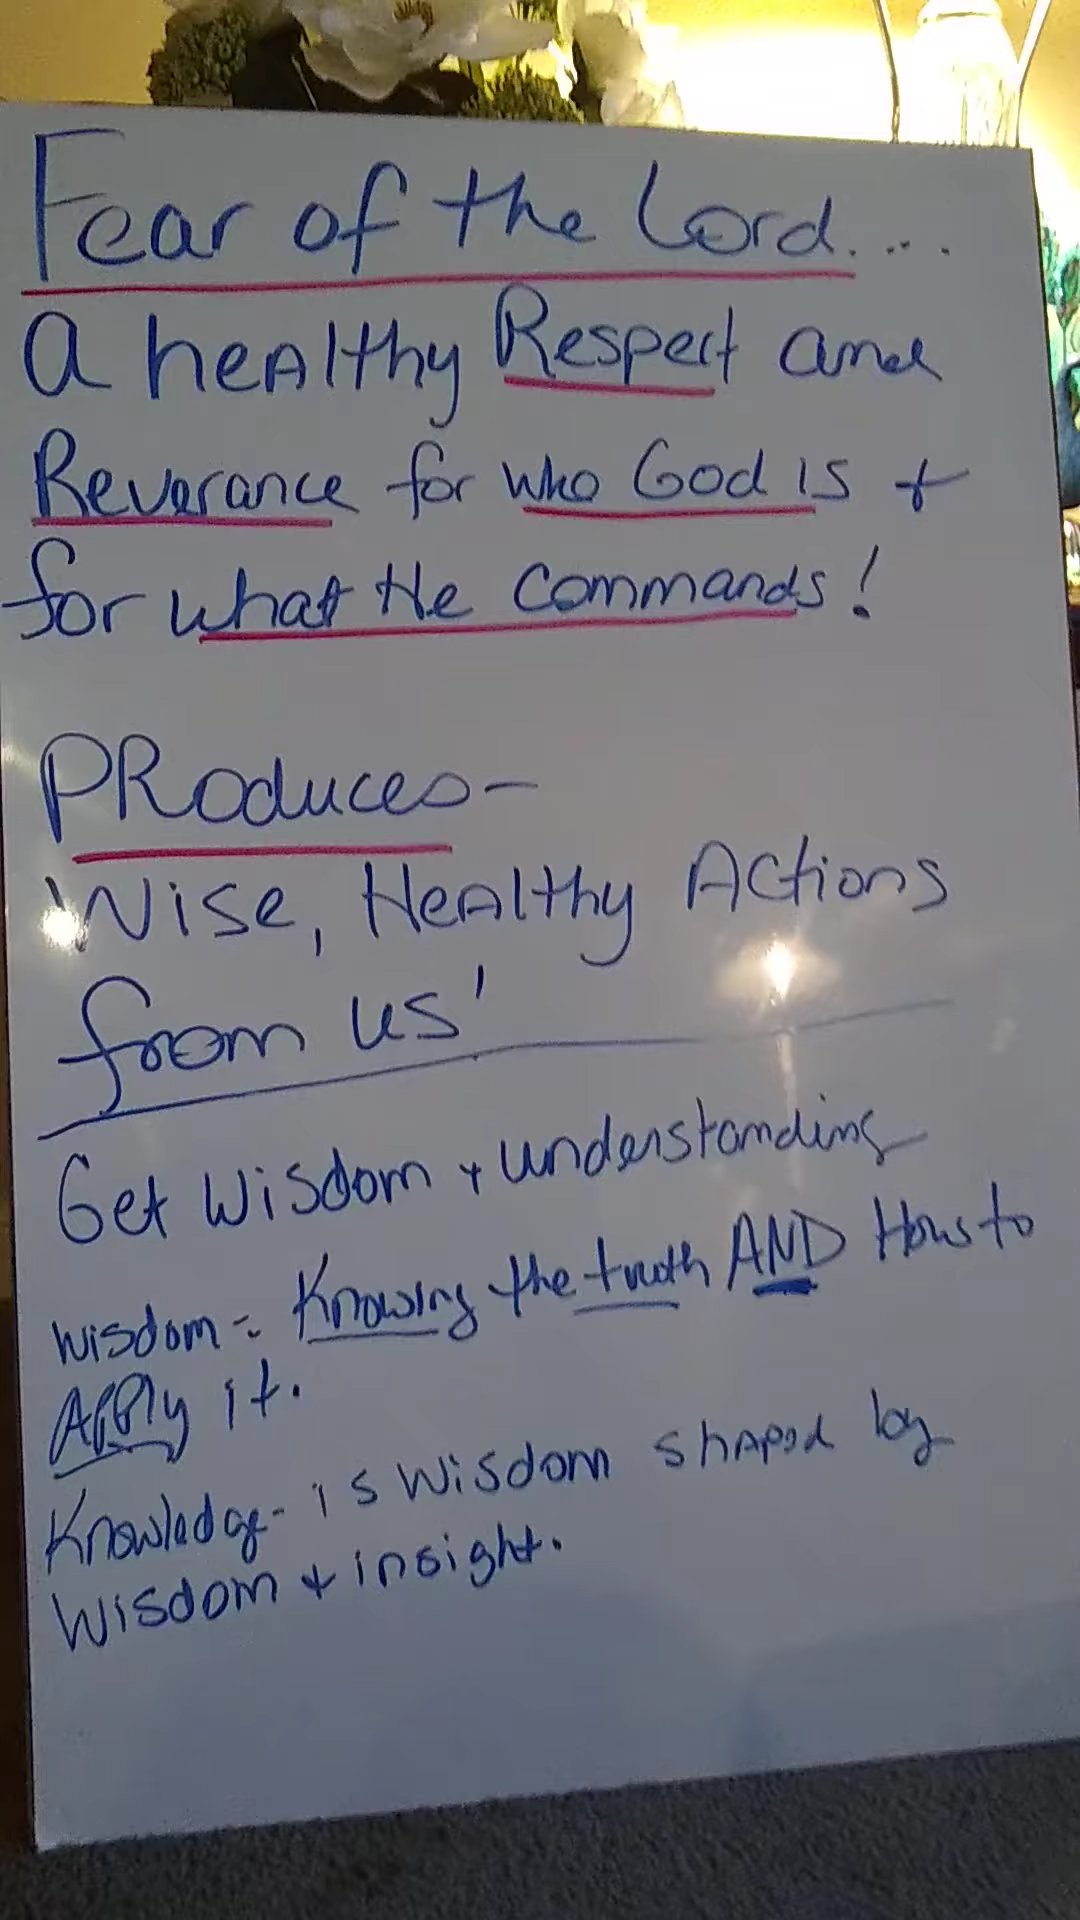 Fear of the Lord....
a heAlthy Respect and
Reverance for who God is +
for what He commands!
PRoduces-
Wise, HeAlthy Actions
from us'
Get Wisdom + understanding
Wisdom = Knowing the truth AND How to
Apply it.
Knowledge - is Wisdom shAped by
Wisdom + insight.